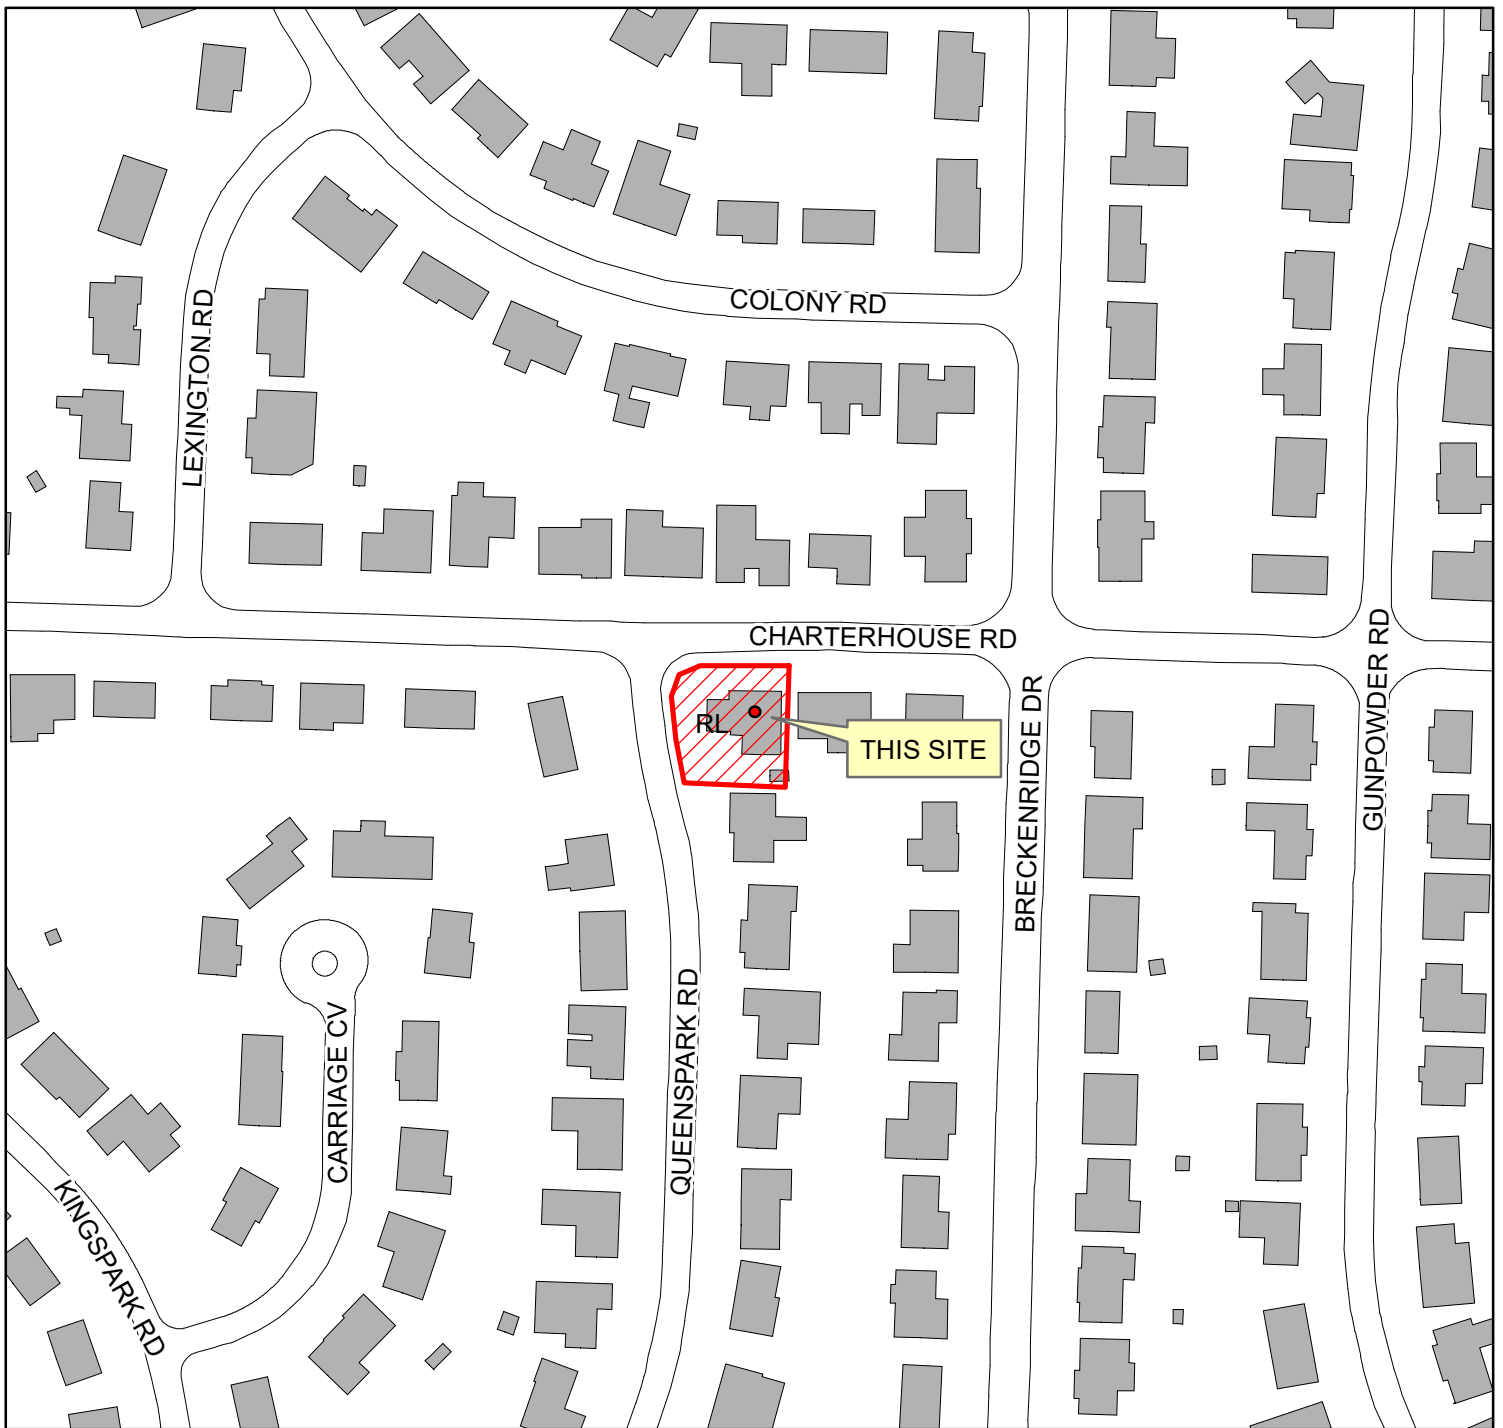 COLONY RD
LEXINGTON RD
CHARTERHOUSE RD
GUNPOWDER RD
BRECKENRIDGE DR
RL
THIS SITE
QUEENSPARK RD
CARRIAGE CV
KINGSPARK RD